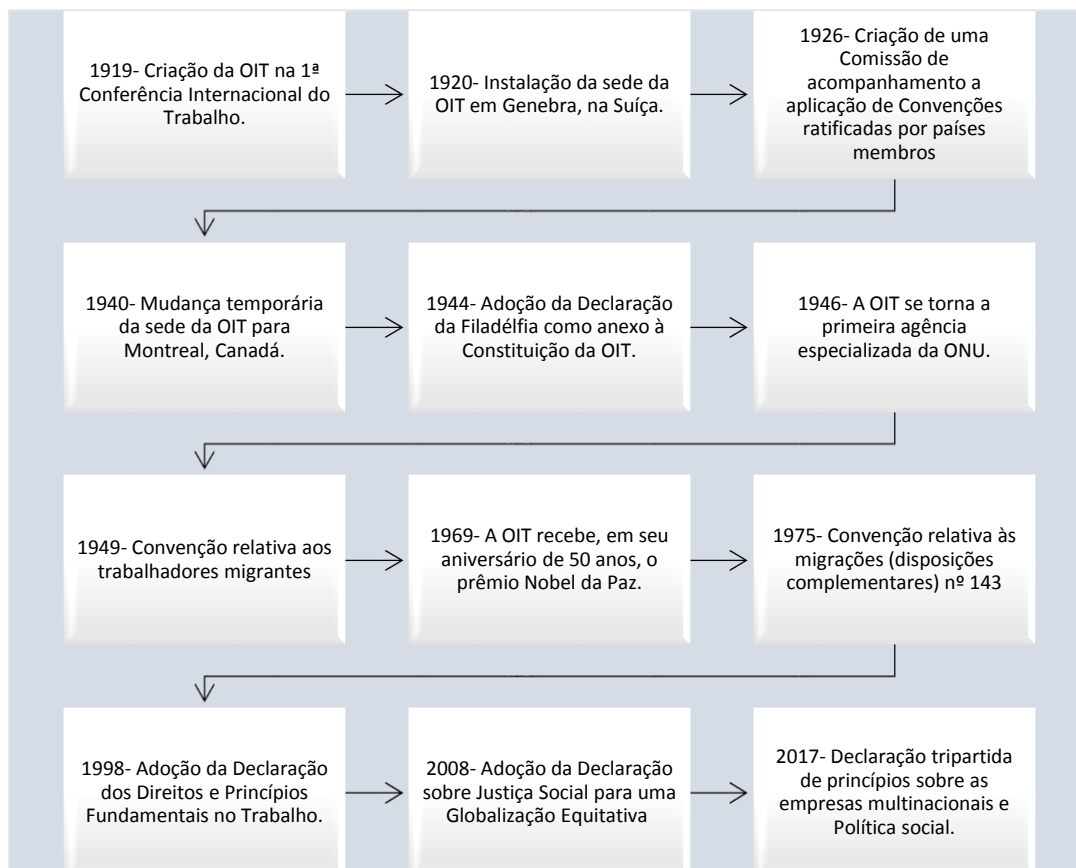 1919- Criação da OIT na 1ª
Conferência Internacional do
Trabalho.
1920- Instalação da sede da
OIT em Genebra, na Suíça.
1926- Criação de uma
Comissão de
acompanhamento a
aplicação de Convenções
ratificadas por países
membros
1940- Mudança temporária
da sede da OIT para
Montreal, Canadá.
1944- Adoção da Declaração
da Filadélfia como anexo à
Constituição da OIT.
1946- A OIT se torna a
primeira agência
especializada da ONU.
1949- Convenção relativa aos
trabalhadores migrantes
1969- A OIT recebe, em seu
aniversário de 50 anos, o
prêmio Nobel da Paz.
1975- Convenção relativa às
migrações (disposições
complementares) nº 143
1998- Adoção da Declaração
dos Direitos e Princípios
Fundamentais no Trabalho.
2008- Adoção da Declaração
sobre Justiça Social para uma
Globalização Equitativa
2017- Declaração tripartida
de princípios sobre as
empresas multinacionais e
Política social.